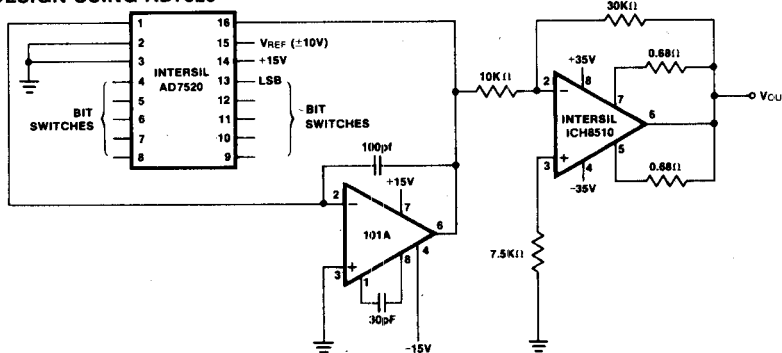 DESIGN USING AD7520
1
2
3
4
5
6
7
8
INTERSIL
AD7520
16
15
14
13
12
11
10
9
VREF (±10V)
+15V
LSB
BIT
SWITCHES
BIT
SWITCHES
100pf
+15V
2
7
101A
6
3
1
8
4
30pF
-15V
10KΩ
30KΩ
+35V
0.68Ω
2
8
7
INTERSIL
ICH8510
6
3
4
5
-35V
0.68Ω
7.5KΩ